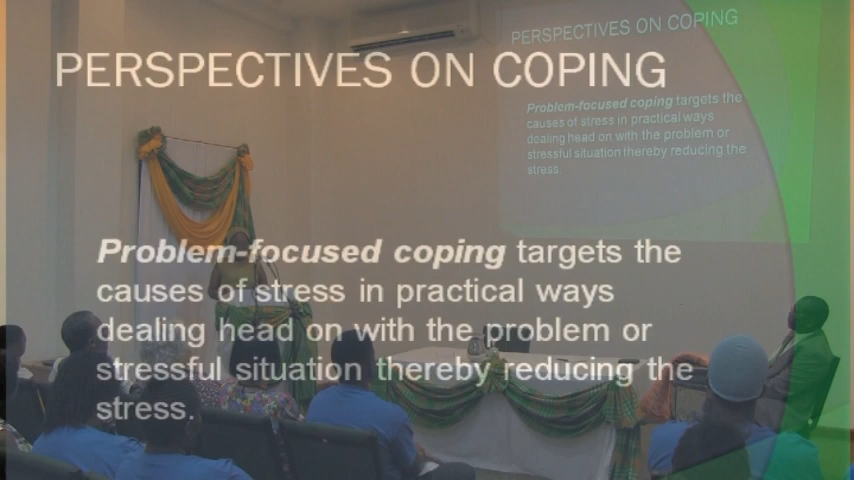 PERSPECTIVES ON COPING
Problem-focused coping targets the
causes of stress in practical ways
dealing head on with the problem or
stressful situation thereby reducing the
stress.
PERSPECTIVES ON COPING
Problem-focused coping targets the
causes of stress in practical ways
dealing head on with the problem or
stressful situation thereby reducing the
stress.